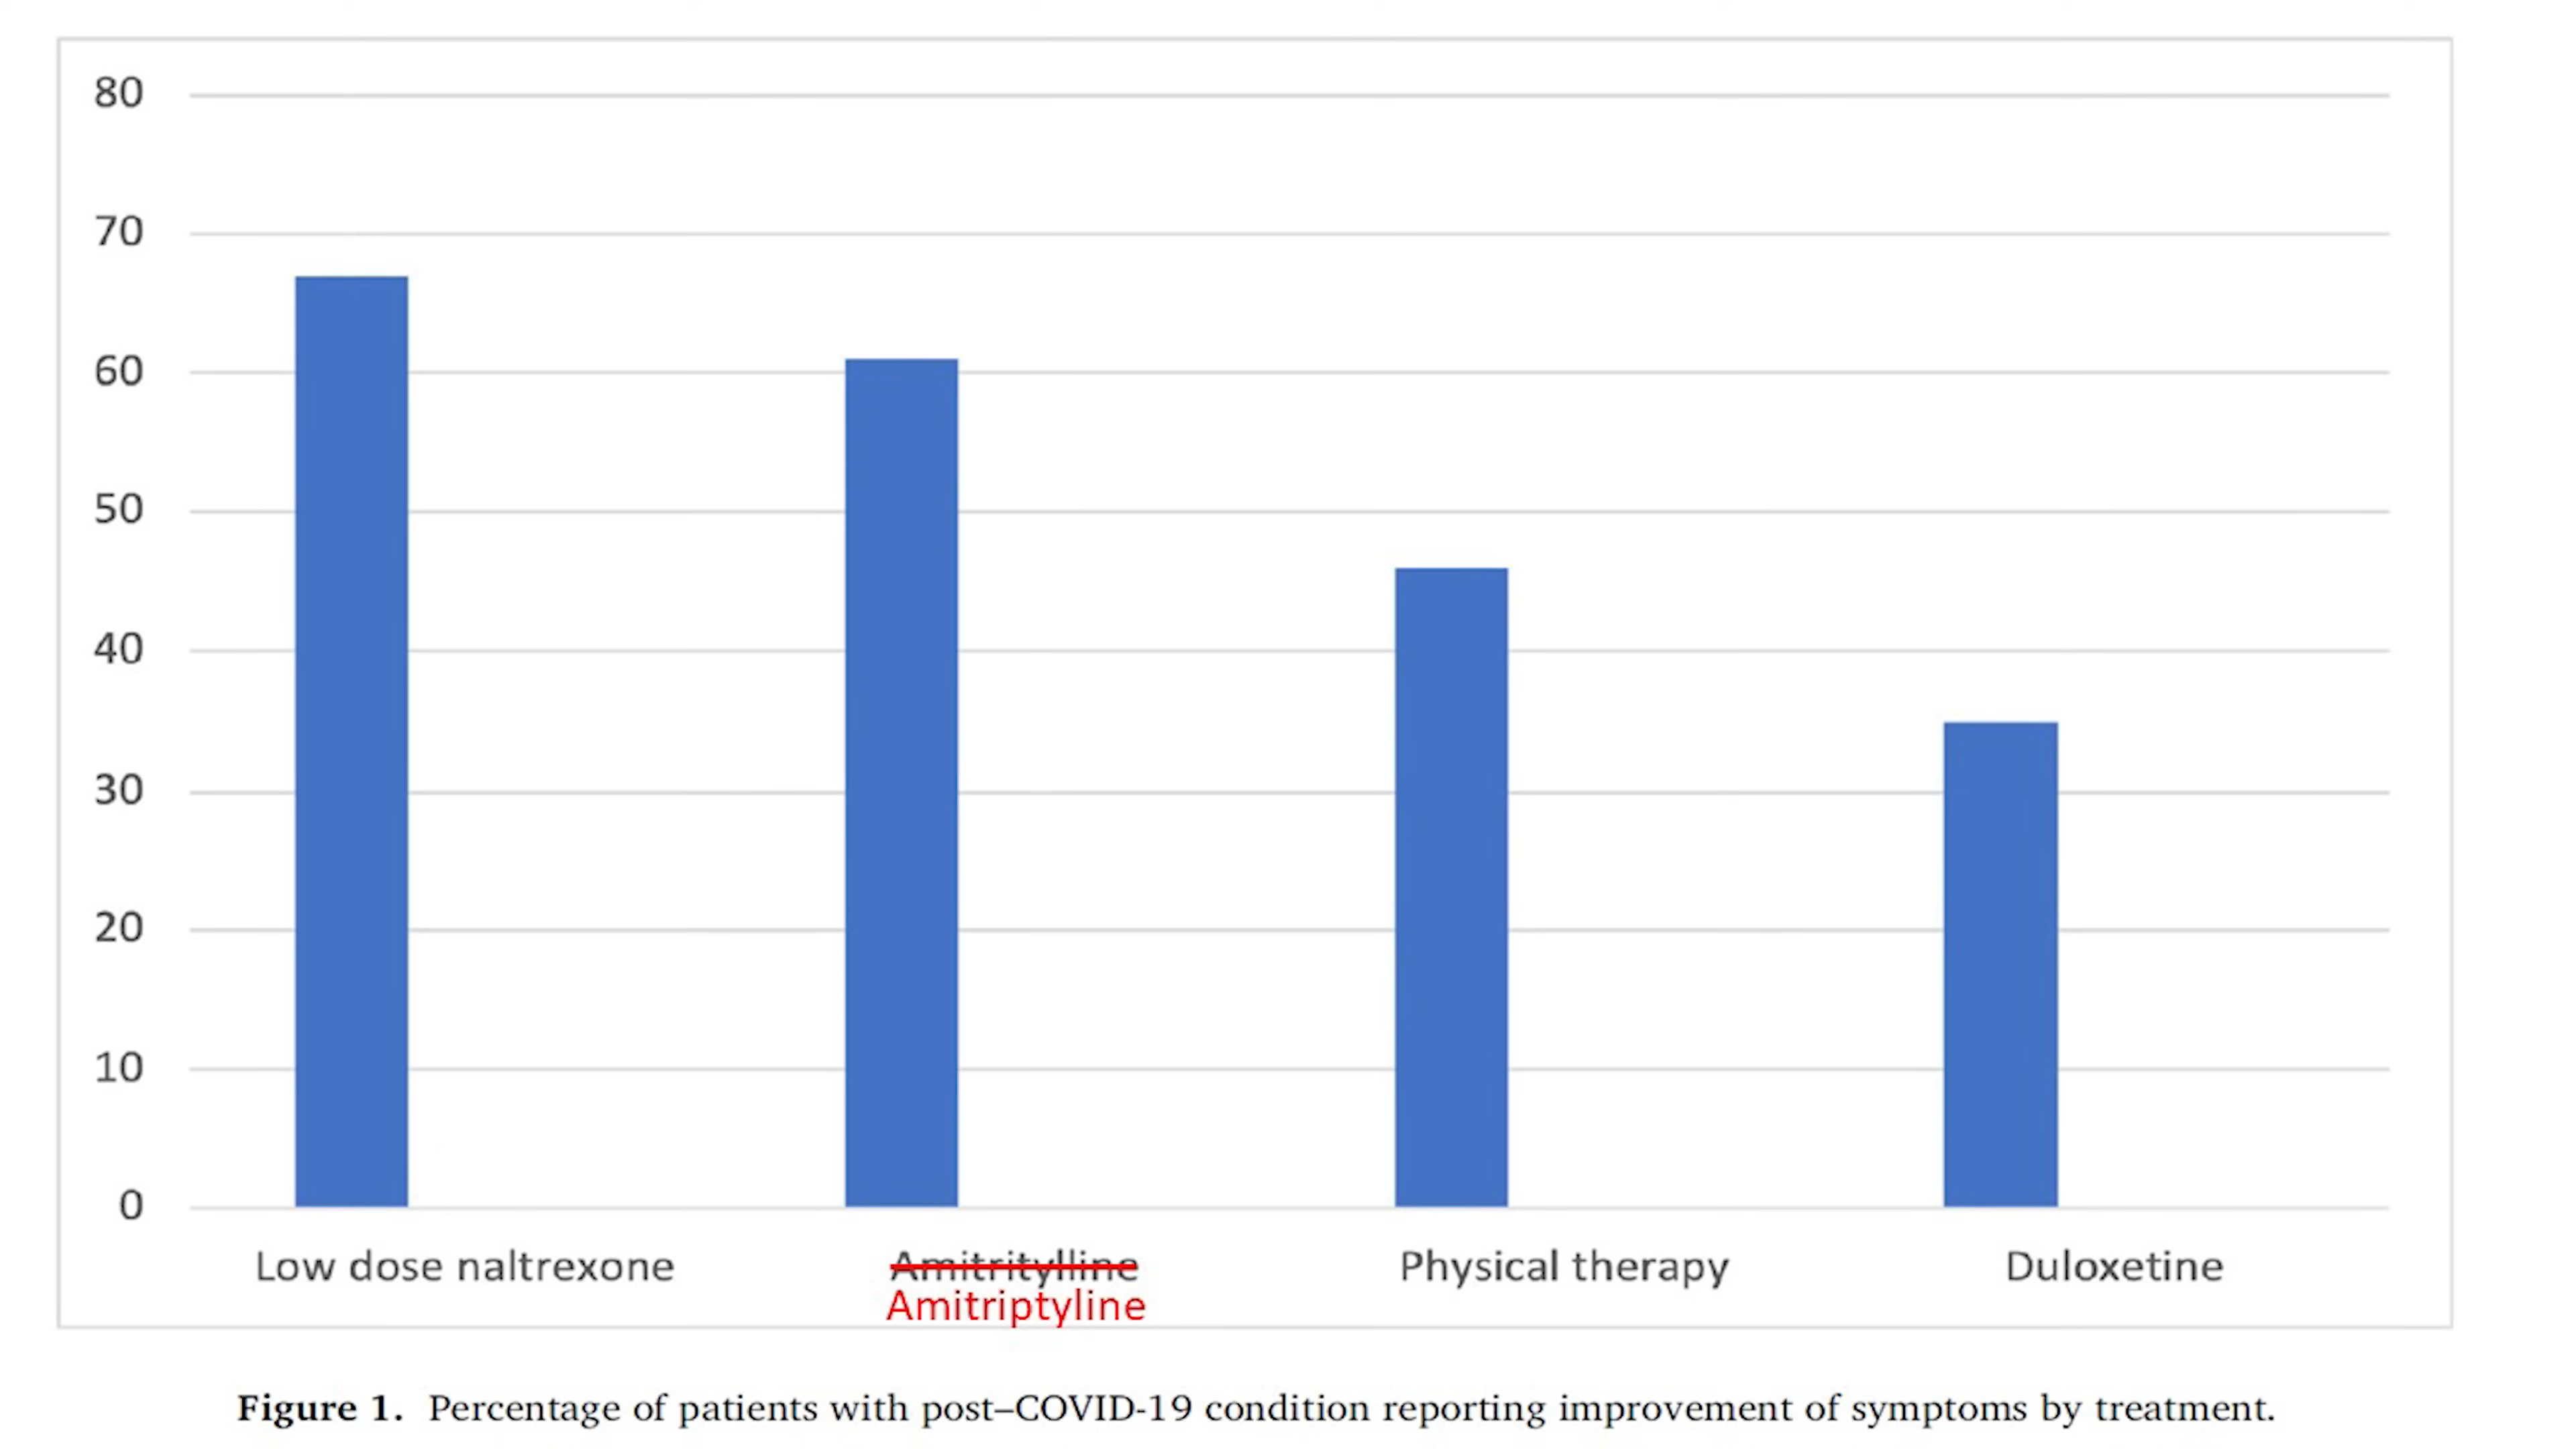 80
70
60
50
40
30
20
10
0
Low dose naltrexone
Amitritylline
Physical therapy
Duloxetine
Amitriptyline
Figure 1. Percentage of patients with post–COVID-19 condition reporting improvement of symptoms by treatment.